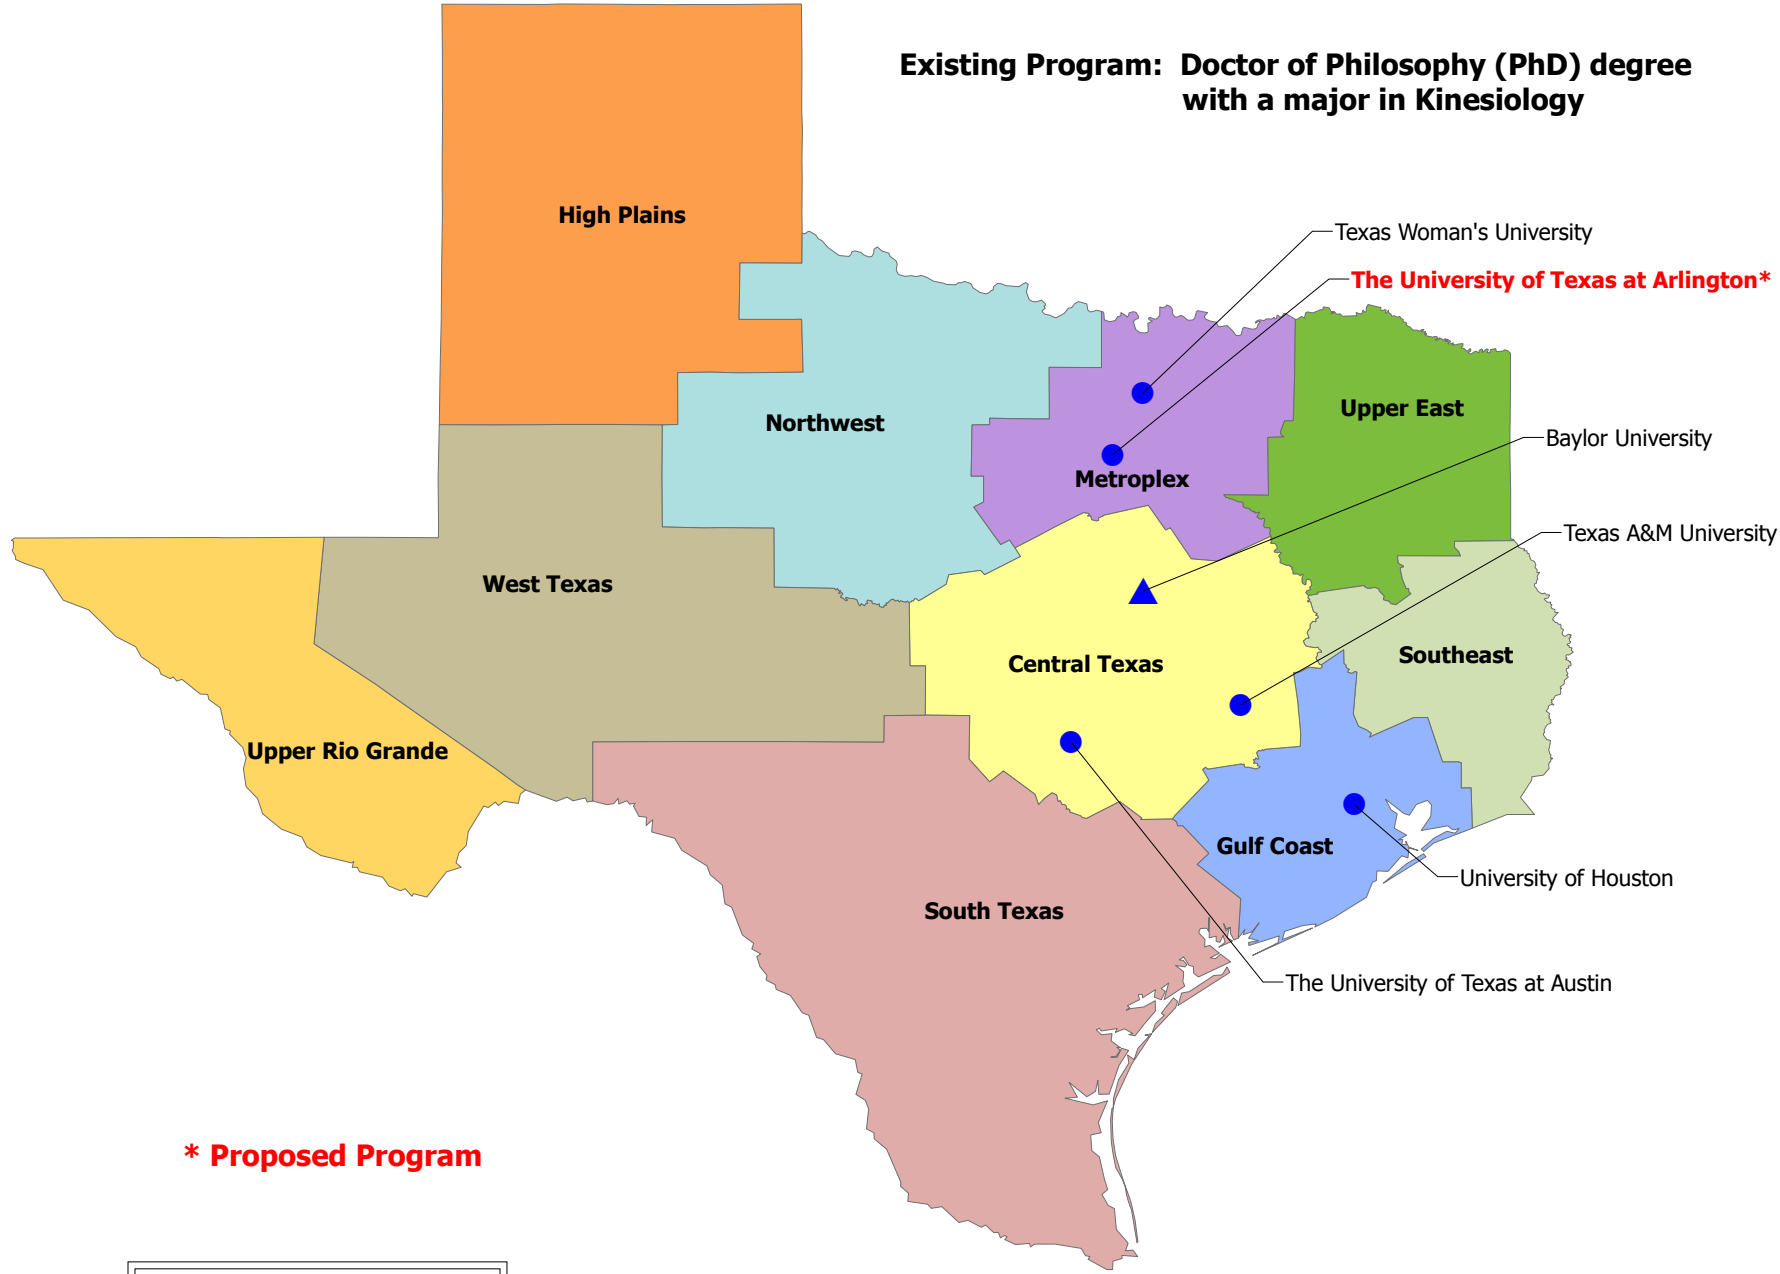 Existing Program: Doctor of Philosophy (PhD) degree
with a major in Kinesiology
High Plains
Texas Woman's University
The University of Texas at Arlington*
Northwest
Upper East
Baylor University
Metroplex
Texas A&M University
West Texas
Central Texas
Southeast
Upper Rio Grande
Gulf Coast
University of Houston
South Texas
The University of Texas at Austin
* Proposed Program